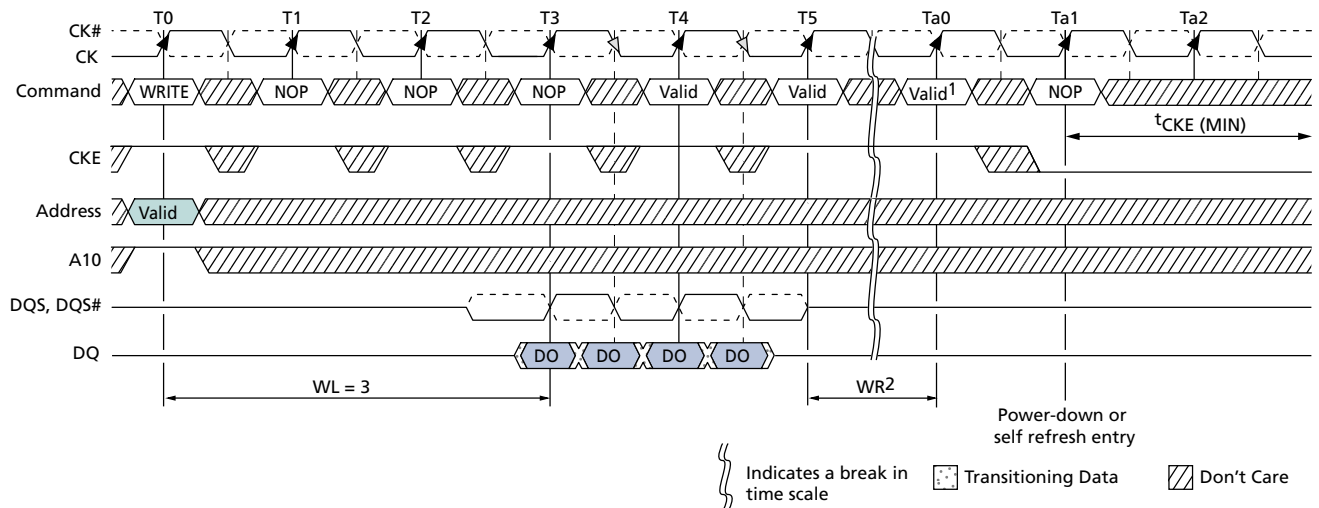 T0 T1 T2 T3 T4 T5 Ta0 Ta1 Ta2
CK#
CK
Command WRITE NOP NOP NOP Valid Valid Valid1 NOP
tCKE (MIN)
CKE
Address Valid
A10
DQS, DQS#
DQ DO DO DO DO
WL = 3 WR2
Power-down or
self refresh entry
Indicates a break in
time scale
Transitioning Data
Don't Care